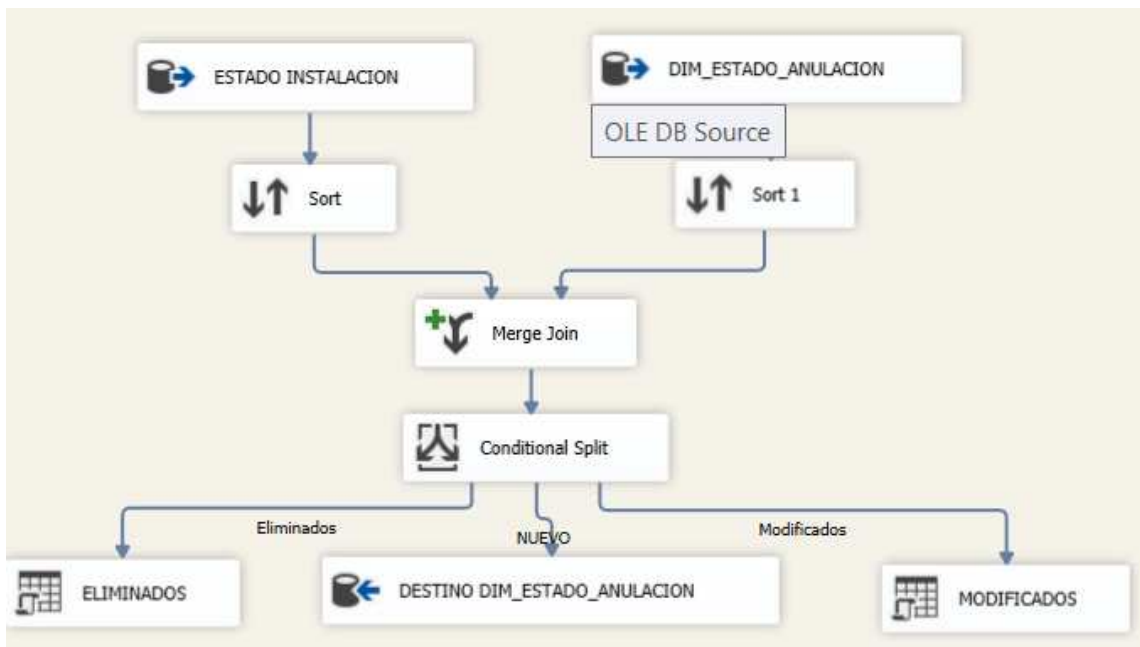 ESTADO INSTALACION
DIM_ESTADO_ANULACION
OLE DB Source
Sort
Sort 1
Merge Join
Conditional Split
Eliminados
NUEVO
Modificados
ELIMINADOS
DESTINO DIM_ESTADO_ANULACION
MODIFICADOS